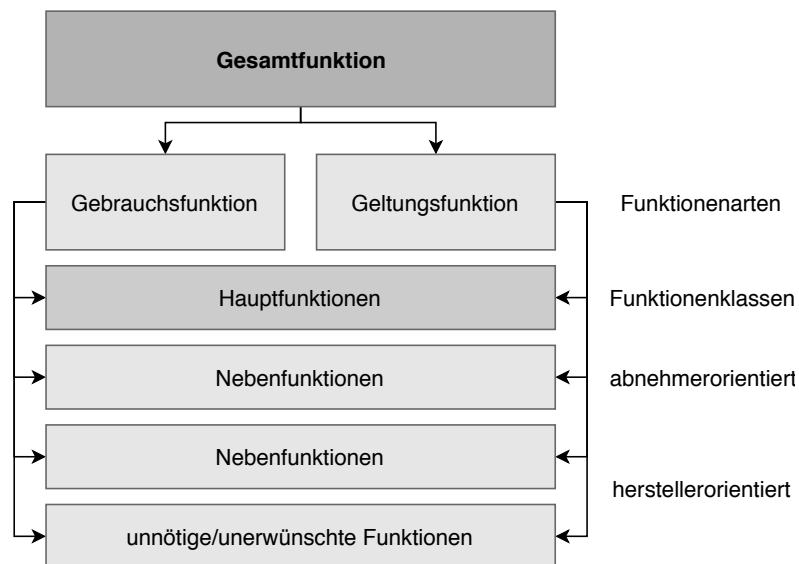 Gesamtfunktion
Gebrauchsfunktion
Geltungsfunktion
Funktionenarten
Hauptfunktionen
Funktionenklassen
Nebenfunktionen
abnehmerorientiert
Nebenfunktionen
herstellerorientiert
unnötige/unerwünschte Funktionen